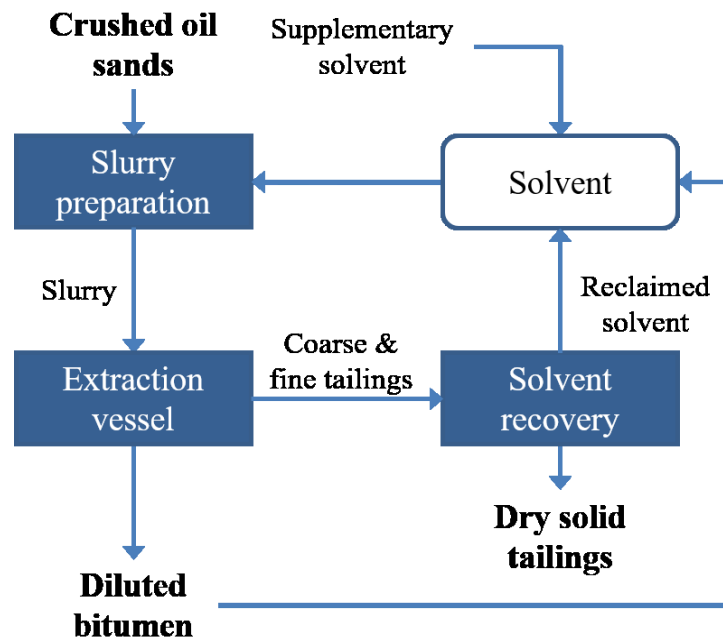 Crushed oil
sands
Supplementary
solvent
Slurry
preparation
Solvent
Slurry
Reclaimed
solvent
Coarse &
fine tailings
Extraction
vessel
Solvent
recovery
Dry solid
tailings
Diluted
bitumen